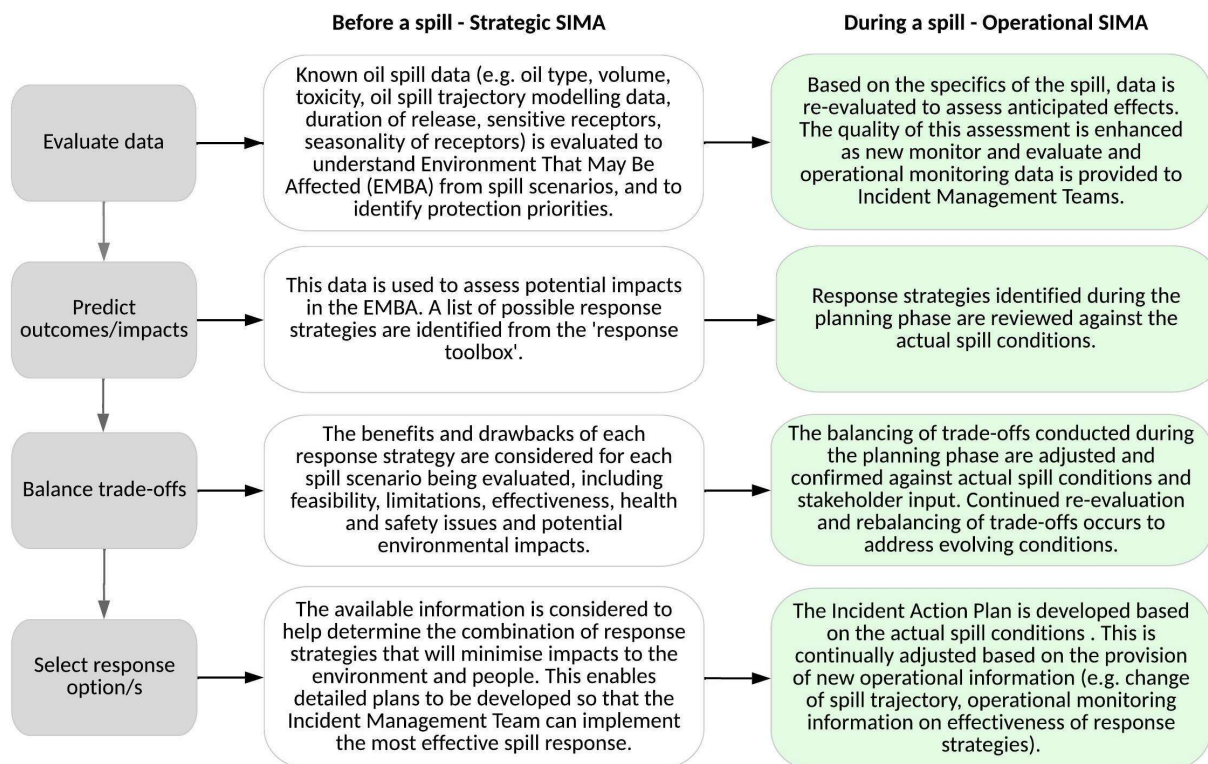 Before a spill - Strategic SIMA
During a spill - Operational SIMA
Evaluate data
Known oil spill data (e.g. oil type, volume,
toxicity, oil spill trajectory modelling data,
duration of release, sensitive receptors,
seasonality of receptors) is evaluated to
understand Environment That May Be
Affected (EMBA) from spill scenarios, and to
identify protection priorities.
Based on the specifics of the spill, data is
re-evaluated to assess anticipated effects.
The quality of this assessment is enhanced
as new monitor and evaluate and
operational monitoring data is provided to
Incident Management Teams.
Predict
outcomes/impacts
This data is used to assess potential impacts
in the EMBA. A list of possible response
strategies are identified from the 'response
toolbox'.
Response strategies identified during the
planning phase are reviewed against the
actual spill conditions.
Balance trade-offs
The benefits and drawbacks of each
response strategy are considered for each
spill scenario being evaluated, including
feasibility, limitations, effectiveness, health
and safety issues and potential
environmental impacts.
The balancing of trade-offs conducted during
the planning phase are adjusted and
confirmed against actual spill conditions and
stakeholder input. Continued re-evaluation
and rebalancing of trade-offs occurs to
address evolving conditions.
Select response
option/s
The available information is considered to
help determine the combination of response
strategies that will minimise impacts to the
environment and people. This enables
detailed plans to be developed so that the
Incident Management Team can implement
the most effective spill response.
The Incident Action Plan is developed based
on the actual spill conditions . This is
continually adjusted based on the provision
of new operational information (e.g. change
of spill trajectory, operational monitoring
information on effectiveness of response
strategies).